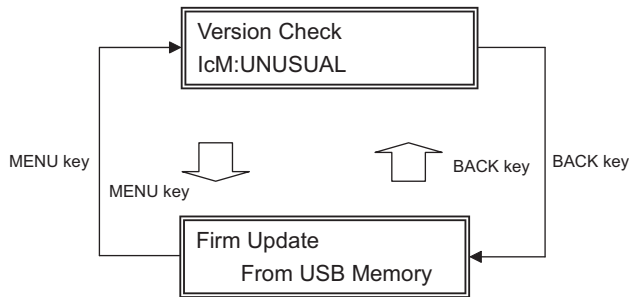 Version Check
IcM:UNUSUAL
MENU key
MENU key
BACK key
BACK key
Firm Update
From USB Memory